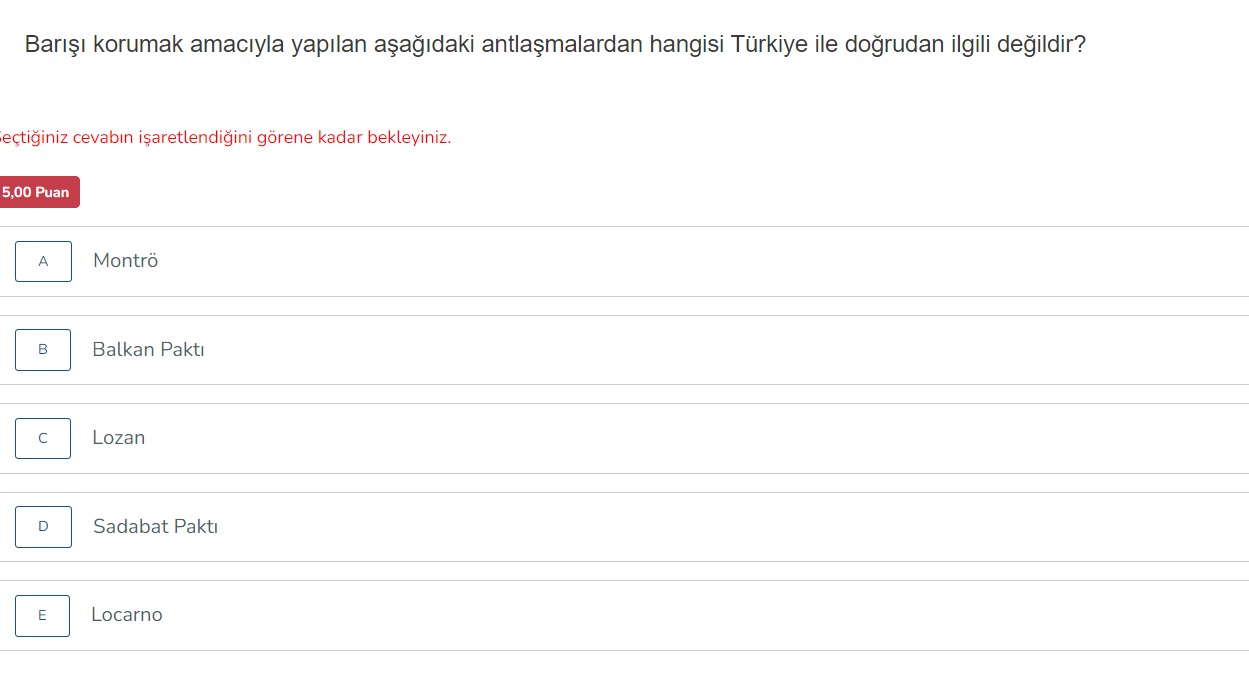 Barışı korumak amacıyla yapılan aşağıdaki antlaşmalardan hangisi Türkiye ile doğrudan ilgili değildir?
Seçtiğiniz cevabın işaretlendiğini görene kadar bekleyiniz.
5,00 Puan
A Montrö
B Balkan Paktı
C Lozan
D Sadabat Paktı
E Locarno